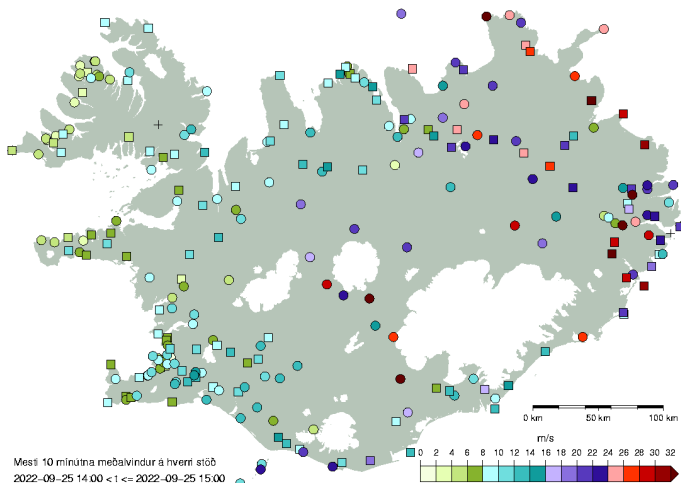 0 km 50 km 100 km
m/s
0 2 4 6 8 10 12 14 16 18 20 22 24 26 28 30 32
Mesti 10 mínútna meðalvindur á hverri stöð
2022-09-25 14:00 < t <= 2022-09-25 15:00